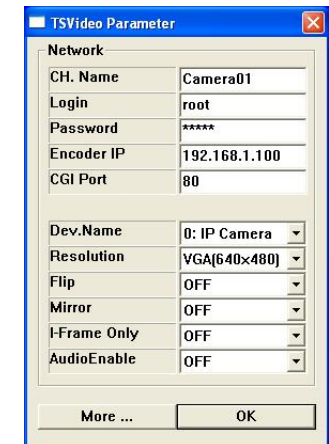 TSVideo Parameter
Network
CH. Name Camera01
Login root
Password *****
Encoder IP 192.168.1.100
CGI Port 80
Dev.Name 0: IP Camera
Resolution VGA(640×480)
Flip OFF
Mirror OFF
I-Frame Only OFF
AudioEnable OFF
More ... OK